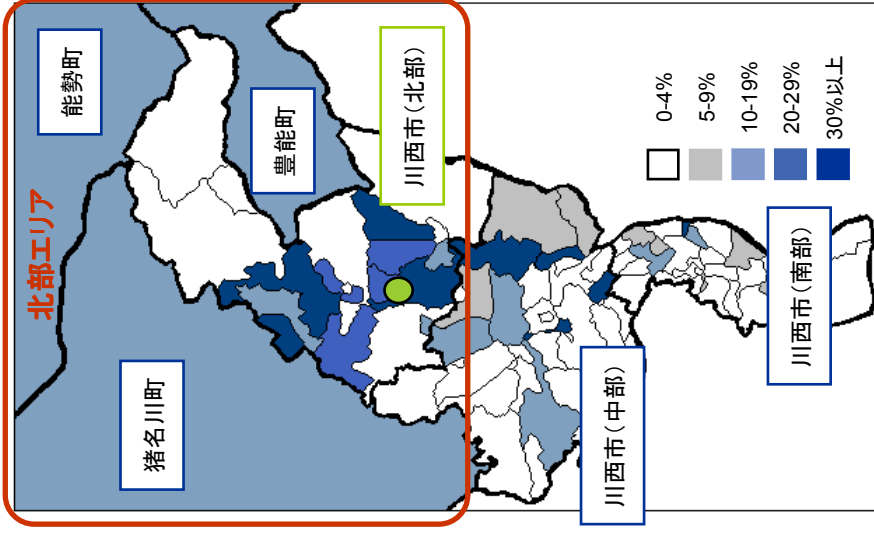 北部エリア
能勢町
豊能町
川西市(北部)
猪名川町
川西市(中部)
川西市(南部)
0-4%
5-9%
10-19%
20-29%
30%以上